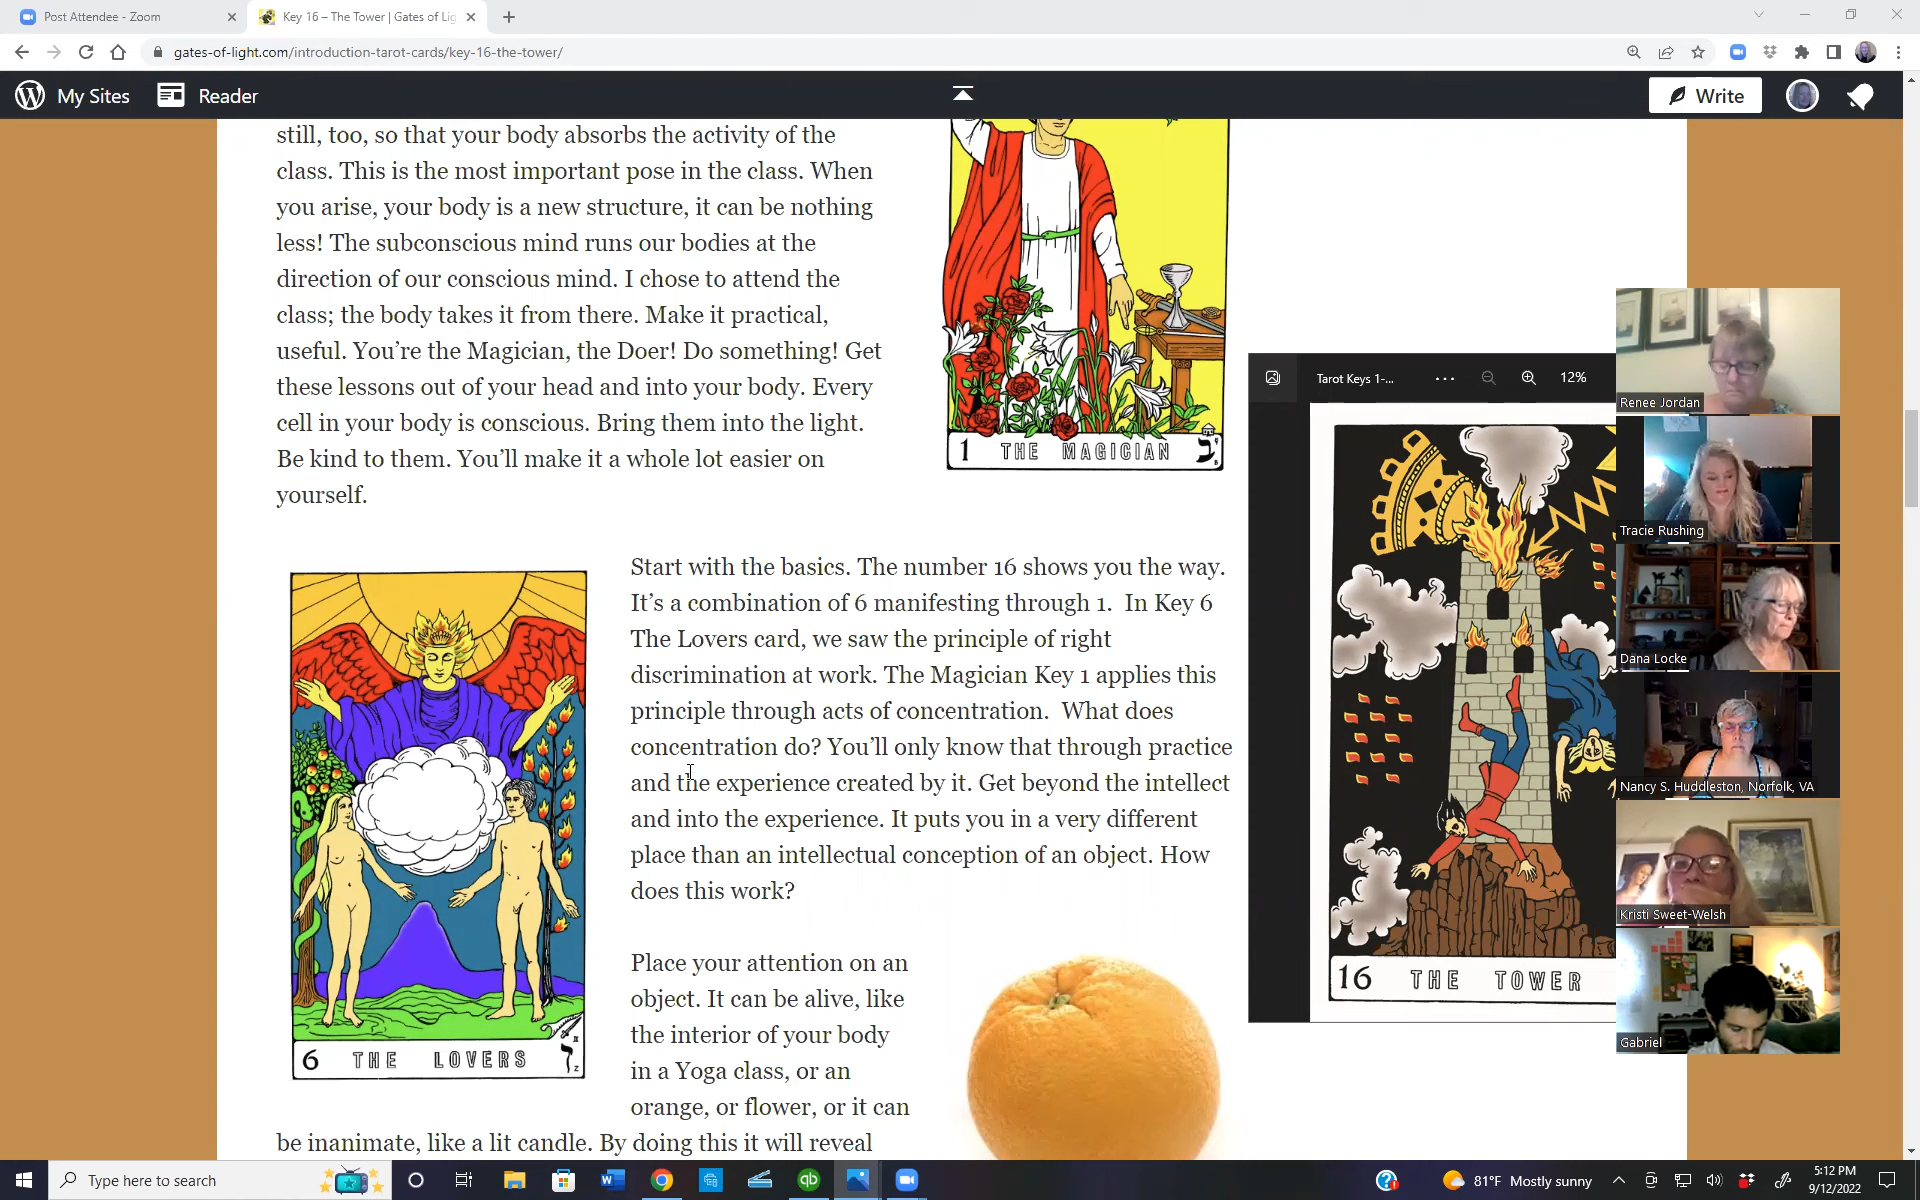 Post Attendee - Zoom
Key 16 – The Tower | Gates of Lig
gates-of-light.com/introduction-tarot-cards/key-16-the-tower/
My Sites
Reader
Write
still, too, so that your body absorbs the activity of the
class. This is the most important pose in the class. When
you arise, your body is a new structure, it can be nothing
less! The subconscious mind runs our bodies at the
direction of our conscious mind. I chose to attend the
class; the body takes it from there. Make it practical,
useful. You’re the Magician, the Doer! Do something! Get
these lessons out of your head and into your body. Every
cell in your body is conscious. Bring them into the light.
Be kind to them. You’ll make it a whole lot easier on
yourself.
1 THE MAGICIAN ב B
Start with the basics. The number 16 shows you the way.
It’s a combination of 6 manifesting through 1.  In Key 6
The Lovers card, we saw the principle of right
discrimination at work. The Magician Key 1 applies this
principle through acts of concentration.  What does
concentration do? You’ll only know that through practice
and the experience created by it. Get beyond the intellect
and into the experience. It puts you in a very different
place than an intellectual conception of an object. How
does this work?
6 THE LOVERS ז Z
Place your attention on an
object. It can be alive, like
the interior of your body
in a Yoga class, or an
orange, or flower, or it can
be inanimate, like a lit candle. By doing this it will reveal
Tarot Keys 1-...
12%
16 THE TOWER
Renee Jordan
Tracie Rushing
Dana Locke
Nancy S. Huddleston, Norfolk, VA
Kristi Sweet-Welsh
Gabriel
Type here to search
81°F Mostly sunny
5:12 PM
9/12/2022